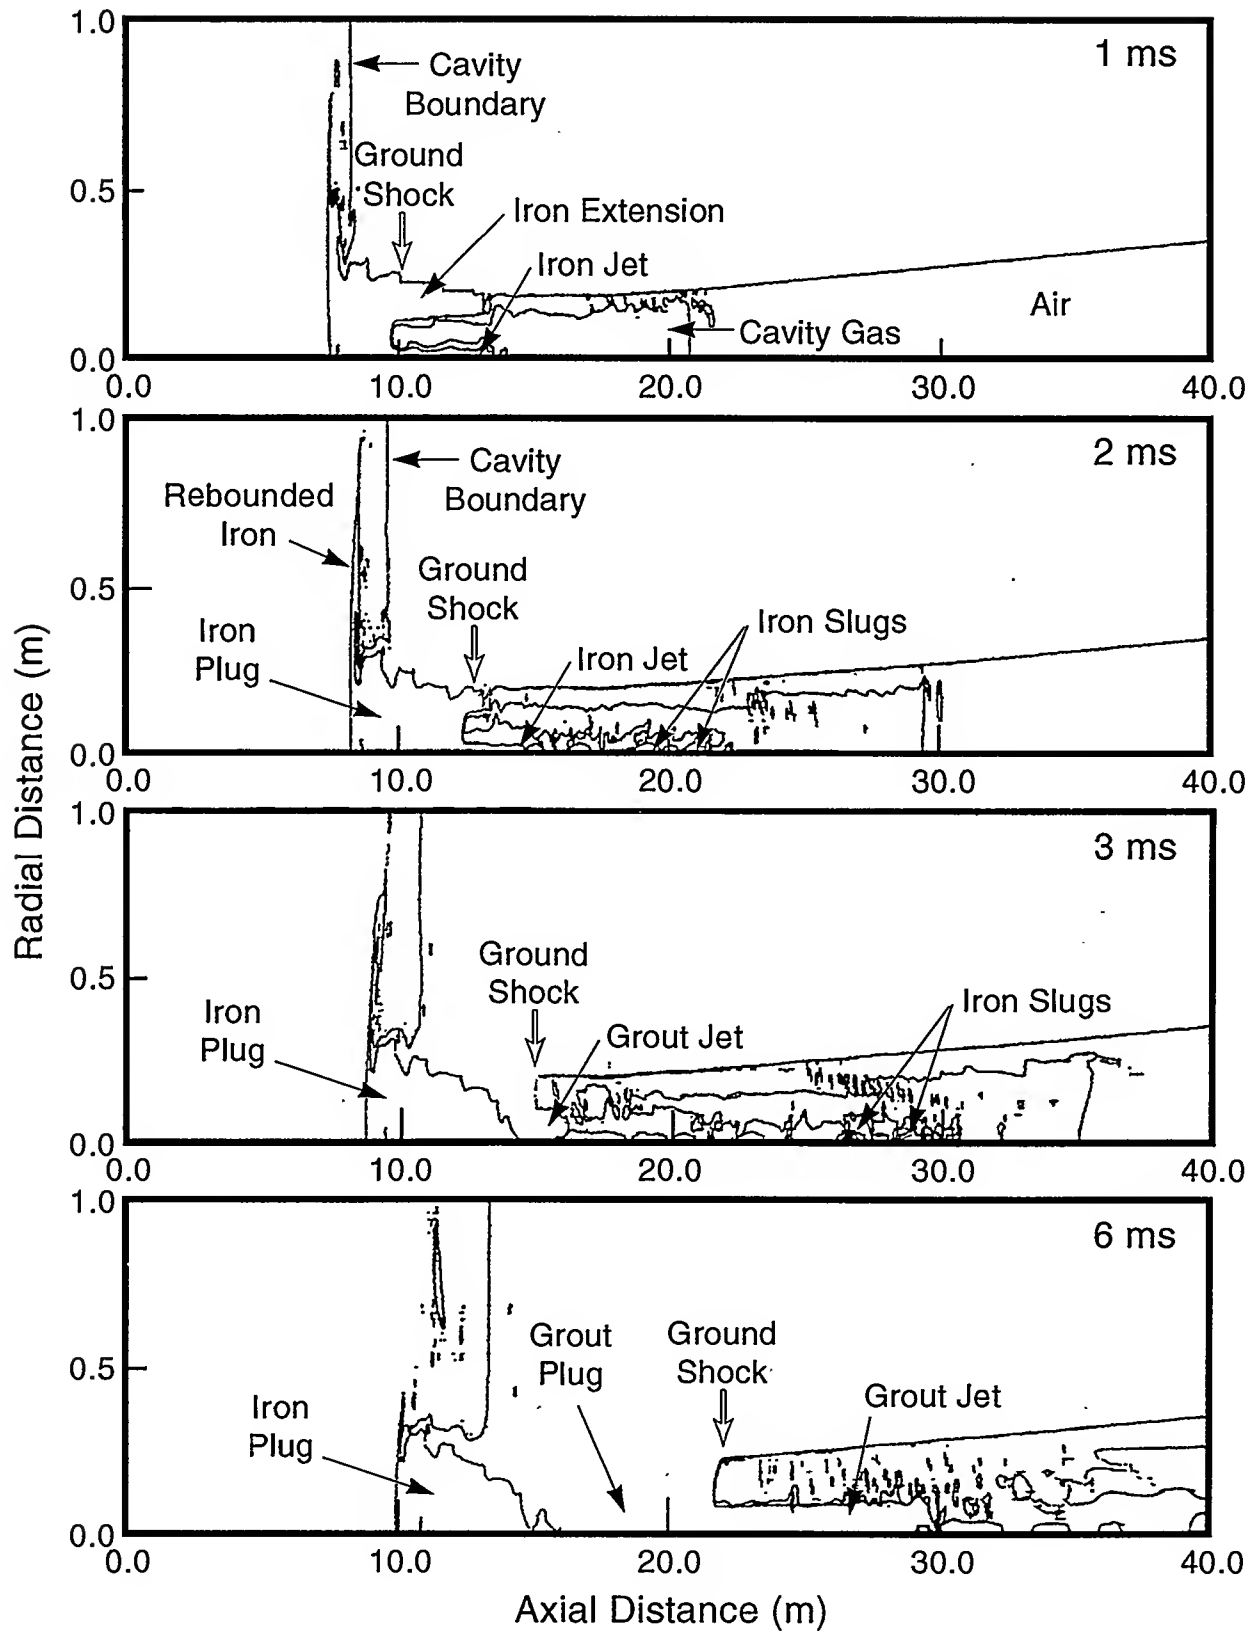 1.0
1 ms
Cavity
Boundary
Ground
Shock
0.5
Iron Extension
Iron Jet
Air
Cavity Gas
0.0
0.0 10.0 20.0 30.0 40.0
1.0
2 ms
Cavity
Boundary
Rebounded
Iron
Ground
Shock
0.5
Iron Slugs
Iron
Plug
Iron Jet
0.0
0.0 10.0 20.0 30.0 40.0
Radial Distance (m)
1.0
3 ms
Ground
Shock
0.5
Iron Slugs
Iron
Plug
Grout Jet
0.0
0.0 10.0 20.0 30.0 40.0
1.0
6 ms
Grout
Plug
Ground
Shock
0.5
Grout Jet
Iron
Plug
0.0
0.0 10.0 20.0 30.0 40.0
Axial Distance (m)